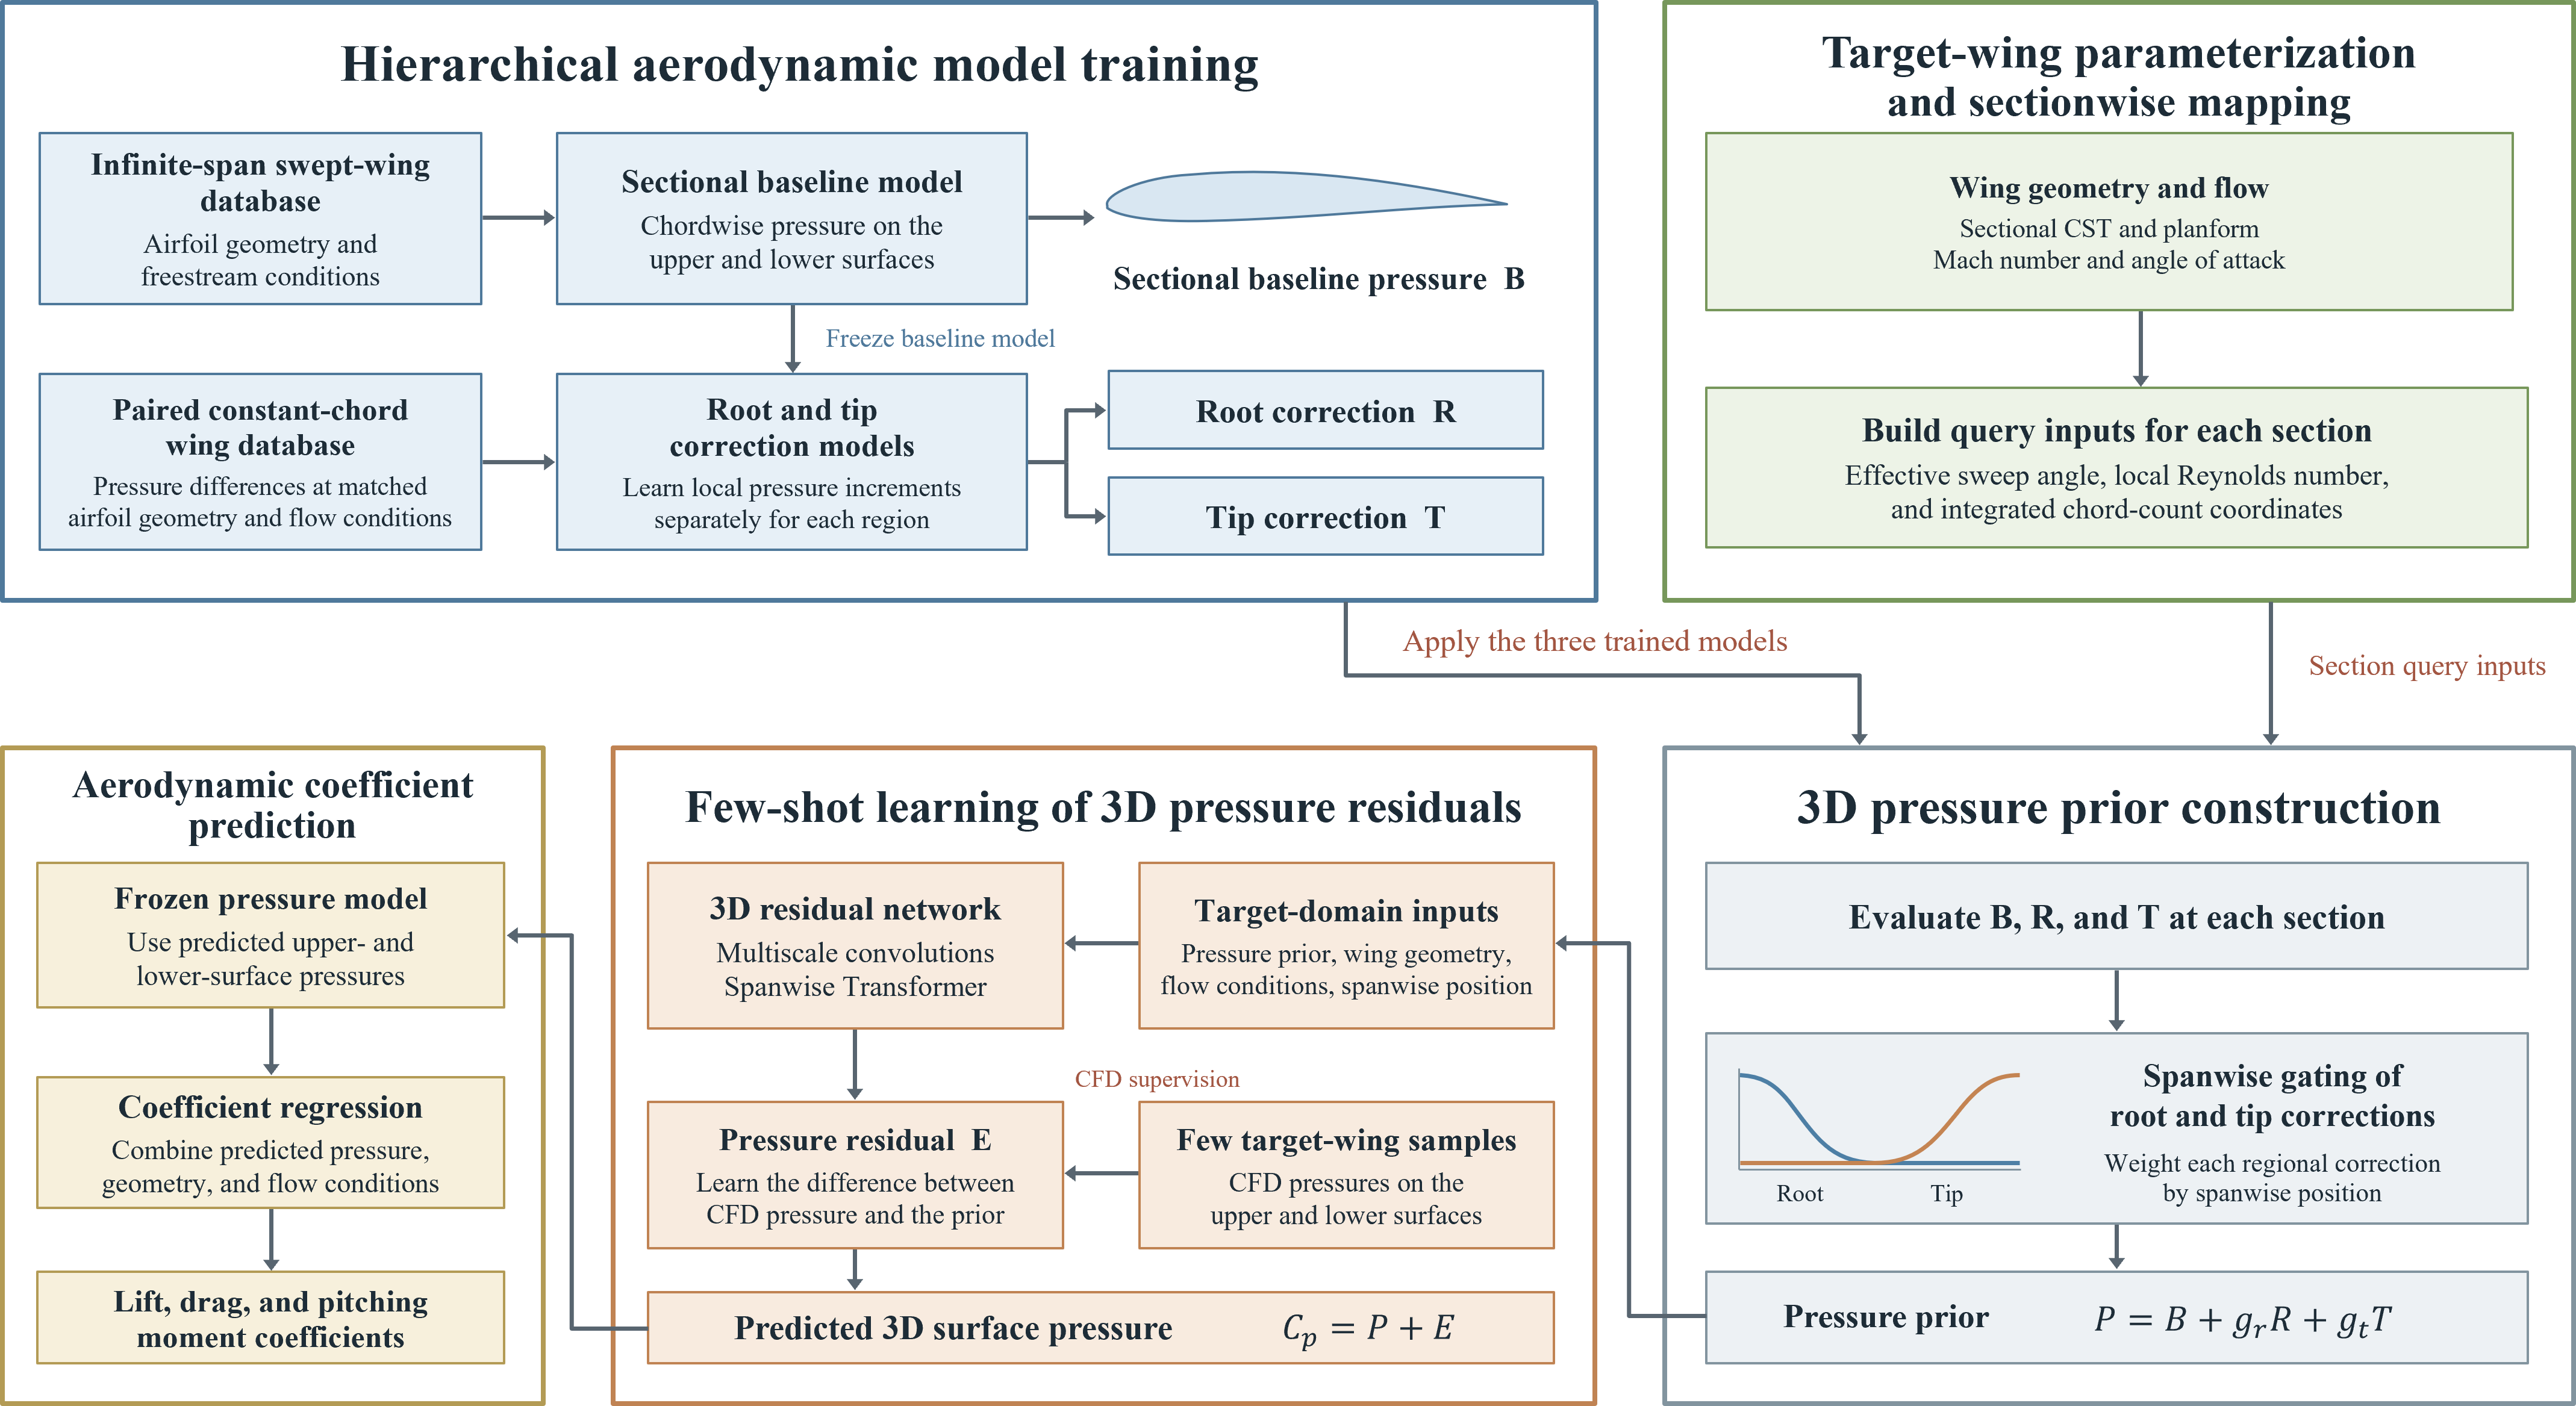 Hierarchical aerodynamic model training
Infinite-span swept-wing
database
Airfoil geometry and
freestream conditions
Sectional baseline model
Chordwise pressure on the
upper and lower surfaces
Sectional baseline pressure B
Freeze baseline model
Paired constant-chord
wing database
Pressure differences at matched
airfoil geometry and flow conditions
Root and tip
correction models
Learn local pressure increments
separately for each region
Root correction R
Tip correction T
Target-wing parameterization
and sectionwise mapping
Wing geometry and flow
Sectional CST and planform
Mach number and angle of attack
Build query inputs for each section
Effective sweep angle, local Reynolds number,
and integrated chord-count coordinates
Apply the three trained models
Section query inputs
Aerodynamic coefficient
prediction
Frozen pressure model
Use predicted upper- and
lower-surface pressures
Coefficient regression
Combine predicted pressure,
geometry, and flow conditions
Lift, drag, and pitching
moment coefficients
Few-shot learning of 3D pressure residuals
3D residual network
Multiscale convolutions
Spanwise Transformer
Target-domain inputs
Pressure prior, wing geometry,
flow conditions, spanwise position
CFD supervision
Pressure residual E
Learn the difference between
CFD pressure and the prior
Few target-wing samples
CFD pressures on the
upper and lower surfaces
Predicted 3D surface pressure $C_p = P + E$
3D pressure prior construction
Evaluate B, R, and T at each section
Root Tip
Spanwise gating of
root and tip corrections
Weight each regional correction
by spanwise position
Pressure prior $P = B + g_r R + g_t T$